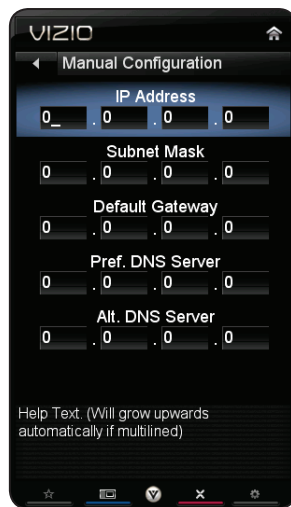 VIZIO
Manual Configuration
IP Address
0_ . 0 . 0 . 0
Subnet Mask
0 . 0 . 0 . 0
Default Gateway
0 . 0 . 0 . 0
Pref. DNS Server
0 . 0 . 0 . 0
Alt. DNS Server
0 . 0 . 0 . 0
Help Text. (Will grow upwards
automatically if multilined)
V